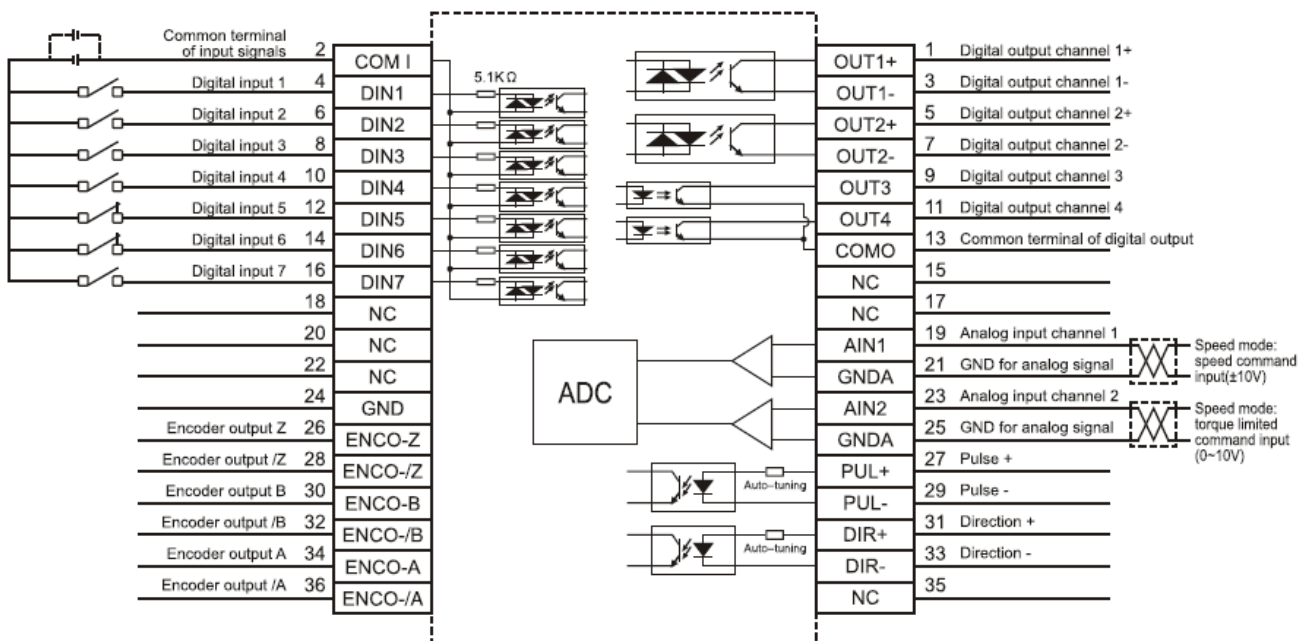 Common terminal
of input signals
2
COM I
Digital input 1
4
DIN1
Digital input 2
6
DIN2
Digital input 3
8
DIN3
Digital input 4
10
DIN4
Digital input 5
12
DIN5
Digital input 6
14
DIN6
Digital input 7
16
DIN7
18
NC
20
NC
22
NC
24
GND
Encoder output Z
26
ENCO-Z
Encoder output /Z
28
ENCO-/Z
Encoder output B
30
ENCO-B
Encoder output /B
32
ENCO-/B
Encoder output A
34
ENCO-A
Encoder output /A
36
ENCO-/A
5.1KΩ
ADC
Auto-tuning
Auto-tuning
OUT1+
1
Digital output channel 1+
OUT1-
3
Digital output channel 1-
OUT2+
5
Digital output channel 2+
OUT2-
7
Digital output channel 2-
OUT3
9
Digital output channel 3
OUT4
11
Digital output channel 4
COMO
13
Common terminal of digital output
NC
15
NC
17
AIN1
19
Analog input channel 1
GNDA
21
GND for analog signal
Speed mode:
speed command
input(±10V)
AIN2
23
Analog input channel 2
GNDA
25
GND for analog signal
Speed mode:
torque limited
command input
(0~10V)
PUL+
27
Pulse +
PUL-
29
Pulse -
DIR+
31
Direction +
DIR-
33
Direction -
NC
35